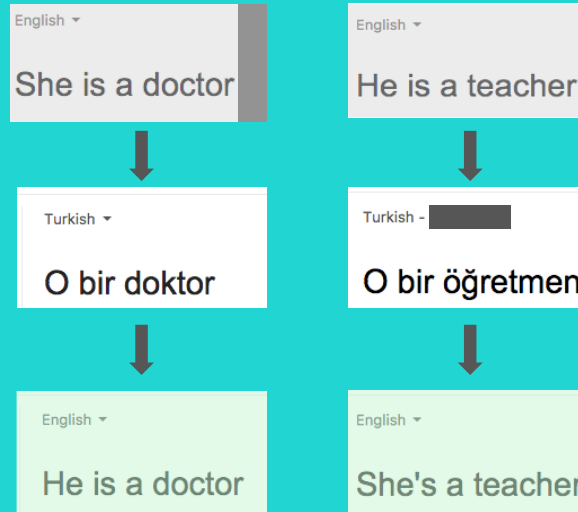 English
She is a doctor
Turkish
O bir doktor
English
He is a doctor
English
He is a teacher
Turkish -
O bir öğretmen
English
She's a teacher